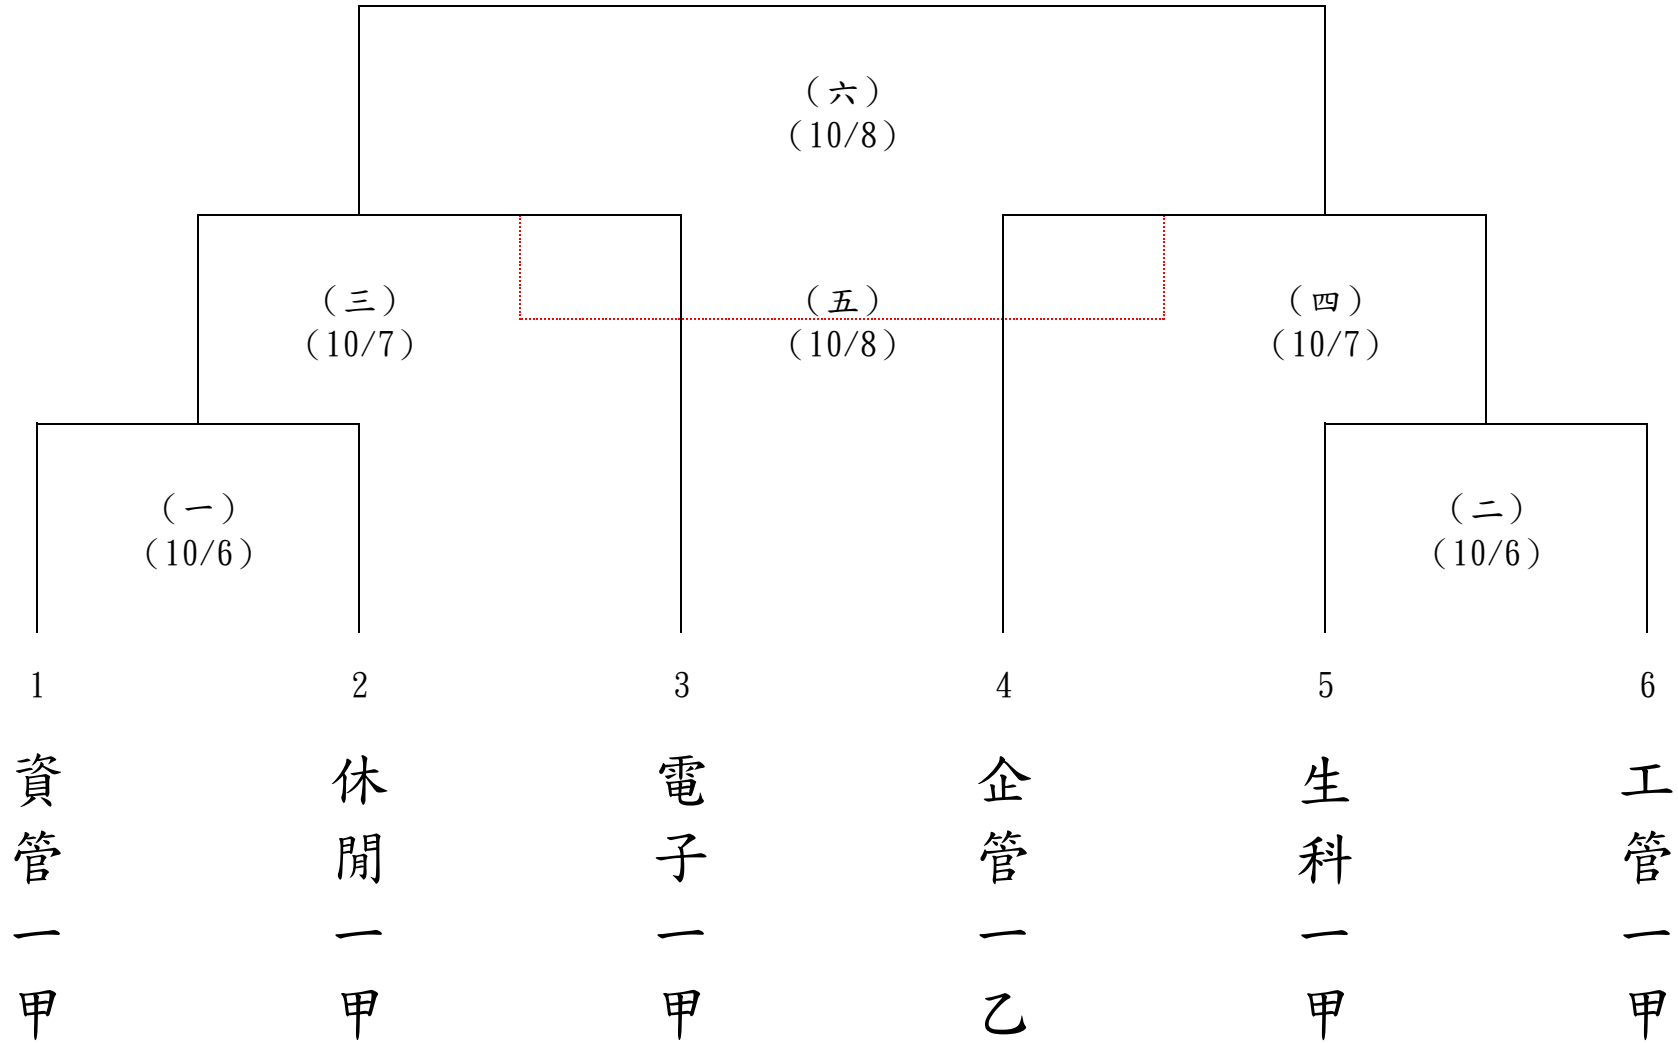 （六）
（10/8）
（三）
（10/7）
（五）
（10/8）
（四）
（10/7）
（一）
（10/6）
（二）
（10/6）
1
2
3
4
5
6
資管一甲
休閒一甲
電子一甲
企管一乙
生科一甲
工管一甲